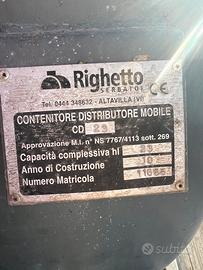 Righetto
SERBATOI
CE
Tel. 0444 348632 - ALTAVILLA (VI)
CONTENITORE DISTRIBUTORE MOBILE
CD
Approvazione M.I. n° NS 7767/4113 sott. 269
Capacità complessiva hl
Anno di Costruzione
Numero Matricola
subito